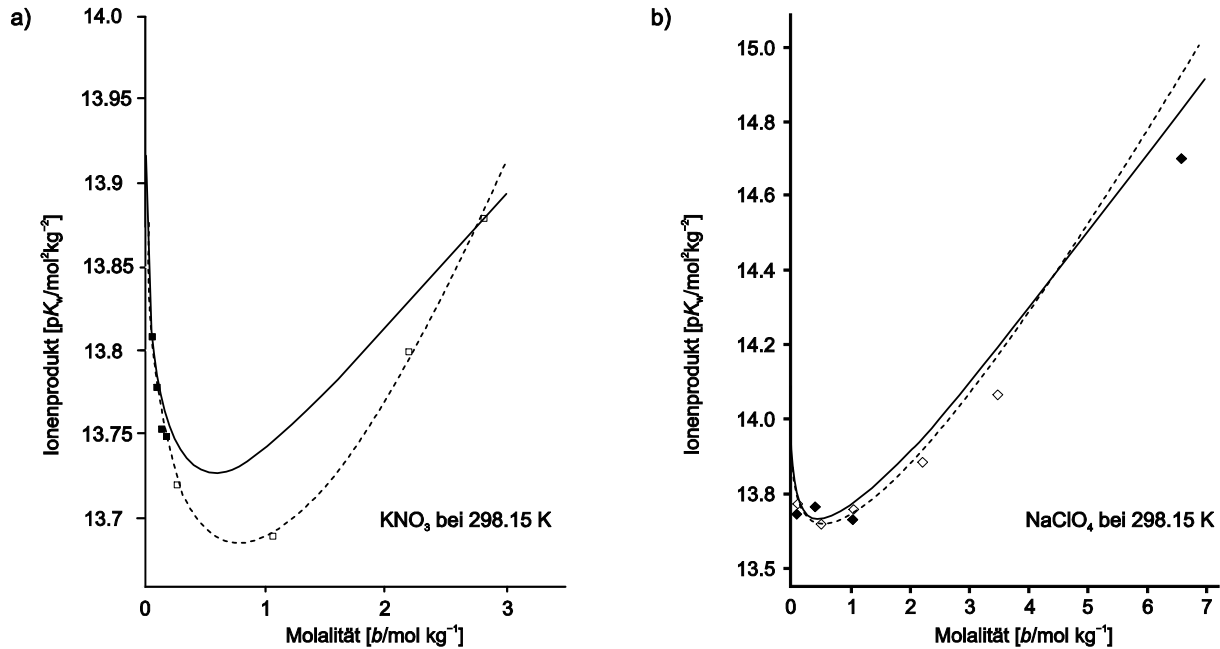 a)
14.0
13.95
13.9
13.85
13.8
13.75
13.7
Ionenprodukt [pKw/mol²kg⁻²]
KNO₃ bei 298.15 K
0 1 2 3
Molalität [b/mol kg⁻¹]
b)
15.0
14.8
14.6
14.4
14.2
14.0
13.8
13.5
Ionenprodukt [pKw/mol²kg⁻²]
NaClO₄ bei 298.15 K
0 1 2 3 4 5 6 7
Molalität [b/mol kg⁻¹]